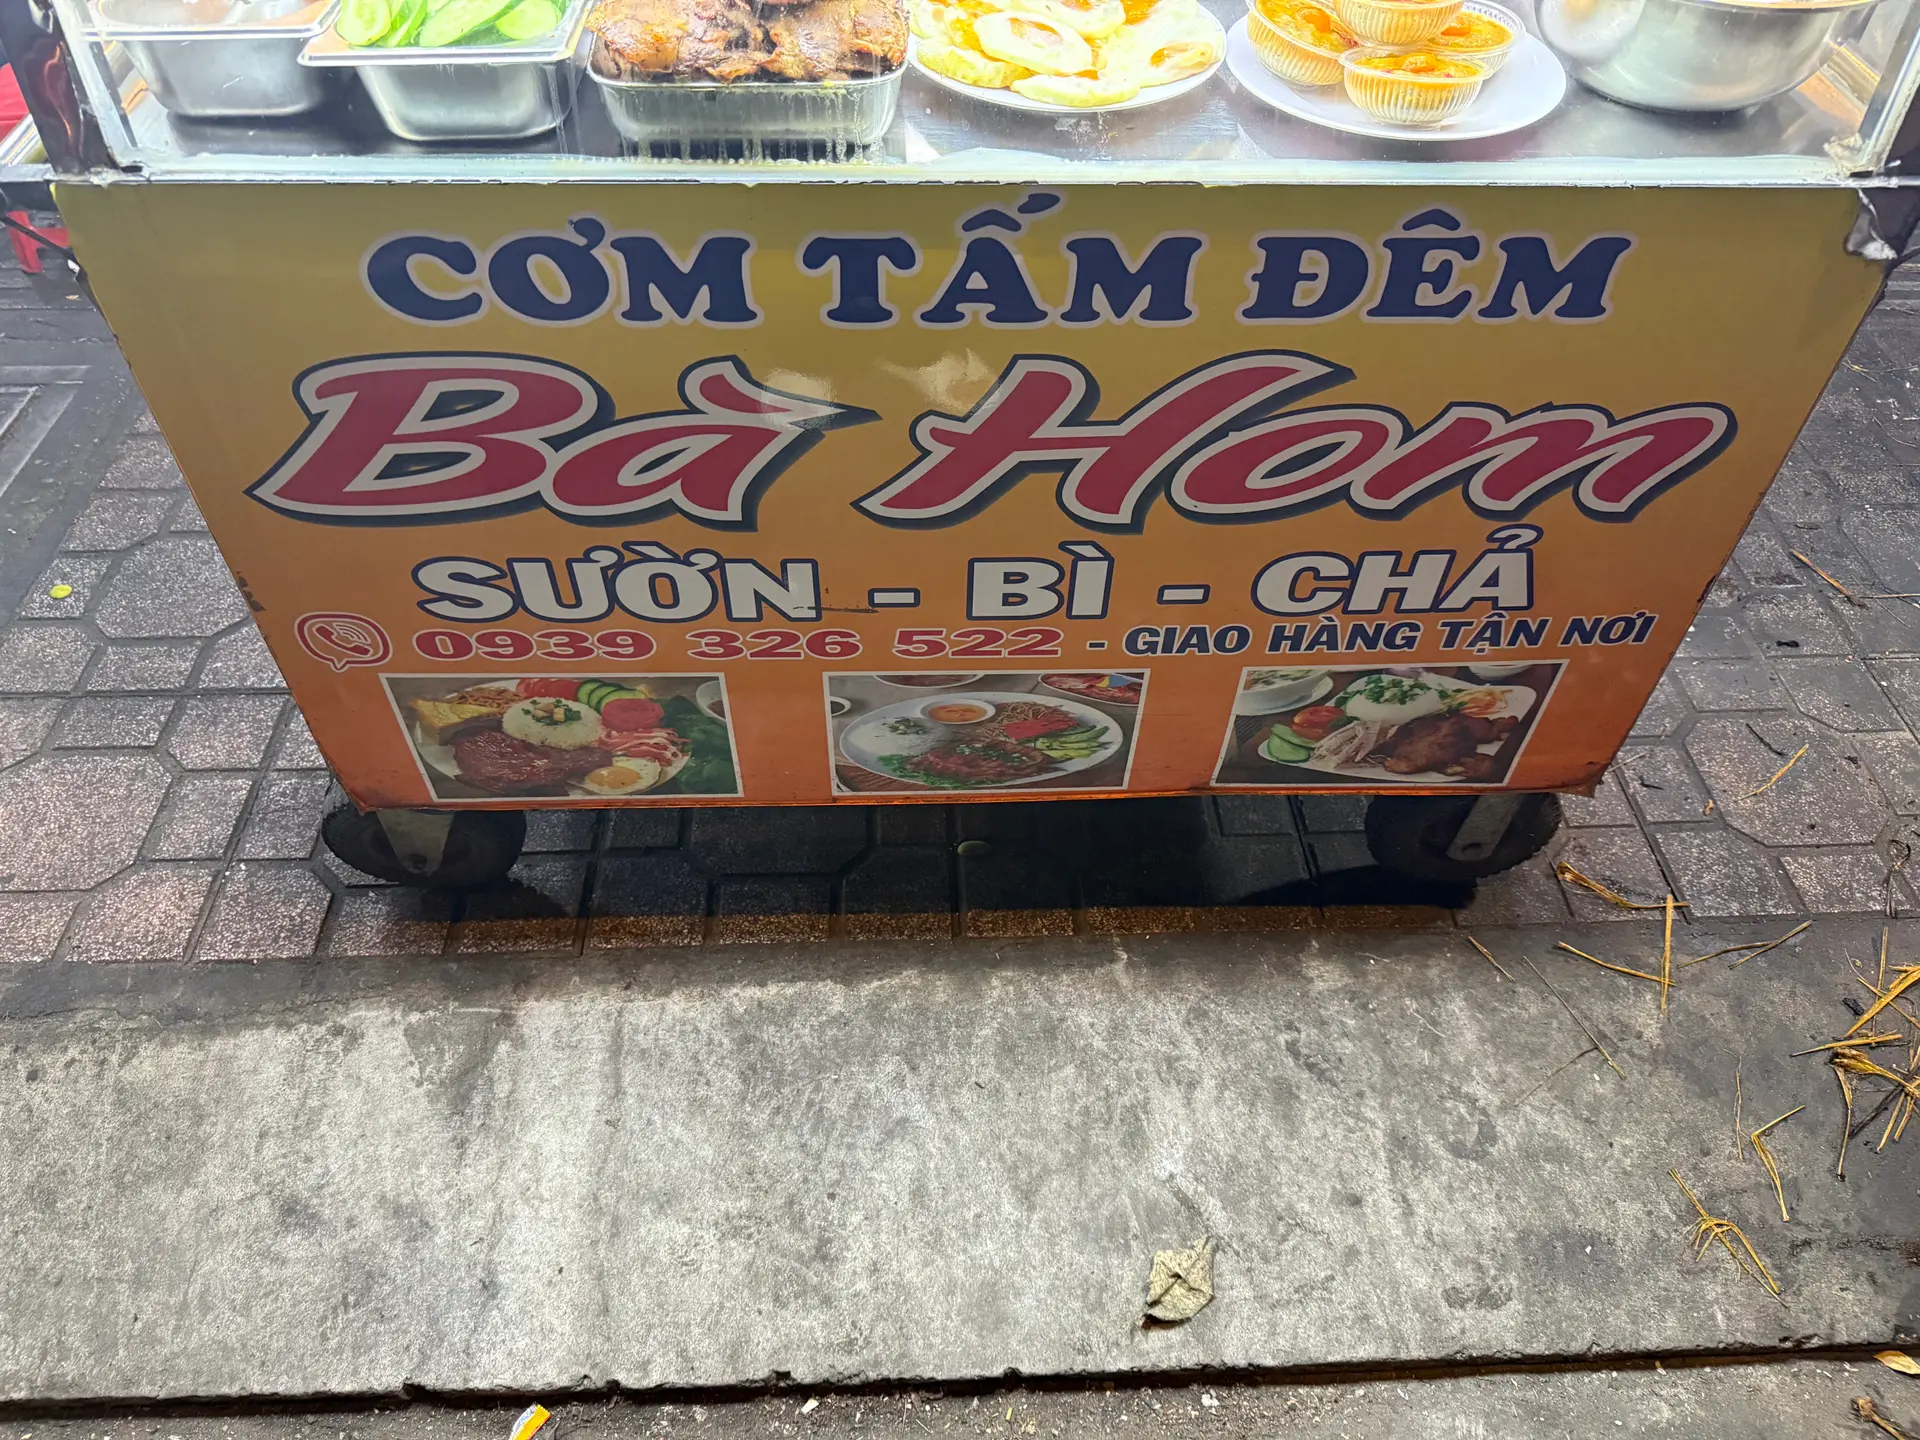 CƠM TẤM ĐÊM
Bà Hom
SƯỜN - BÌ - CHẢ
0939 326 522 - GIAO HÀNG TẬN NƠI